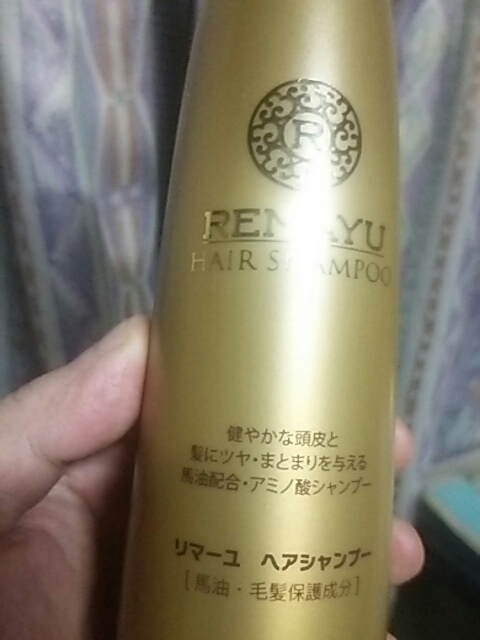 R
REMAYU
HAIR SHAMPOO
健やかな頭皮と
髪にツヤ・まとまりを与える
馬油配合・アミノ酸シャンプー
リマーユ ヘアシャンプー
[馬油・毛髪保護成分]